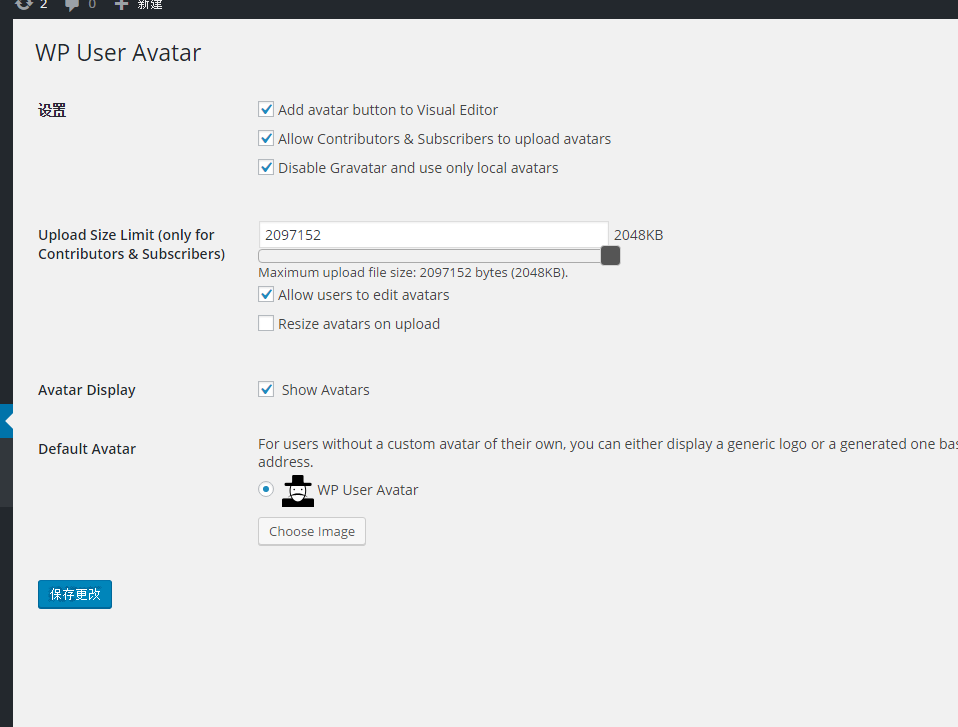 2 0 新建
WP User Avatar
设置
Add avatar button to Visual Editor
Allow Contributors & Subscribers to upload avatars
Disable Gravatar and use only local avatars
Upload Size Limit (only for
Contributors & Subscribers)
2097152 2048KB
Maximum upload file size: 2097152 bytes (2048KB).
Allow users to edit avatars
Resize avatars on upload
Avatar Display
Show Avatars
Default Avatar
For users without a custom avatar of their own, you can either display a generic logo or a generated one bas
address.
WP User Avatar
Choose Image
保存更改